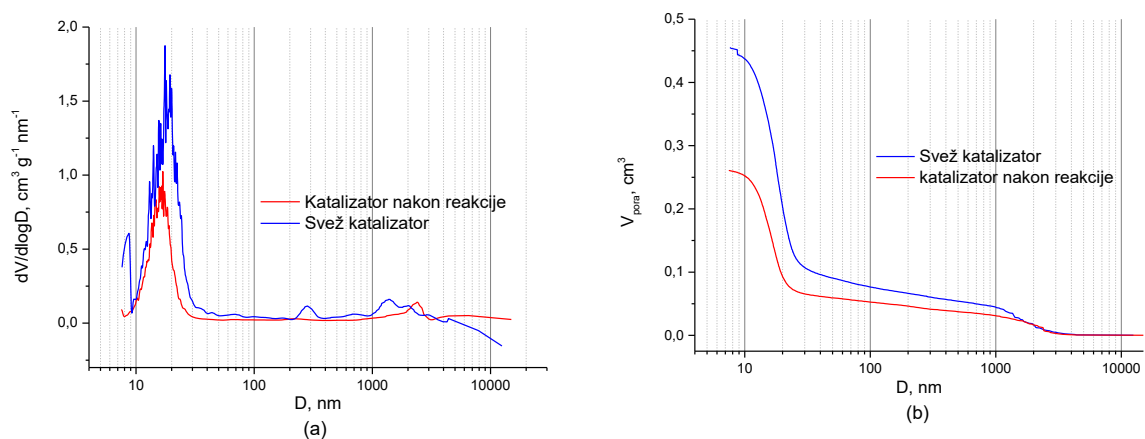 2,0
1,5
1,0
0,5
0,0
dV/dlogD, cm³ g⁻¹ nm⁻¹
Katalizator nakon reakcije
Svež katalizator
10 100 1000 10000
D, nm
(a)
0,5
0,4
0,3
0,2
0,1
0,0
V_pora, cm³
Svež katalizator
katalizator nakon reakcije
10 100 1000 10000
D, nm
(b)